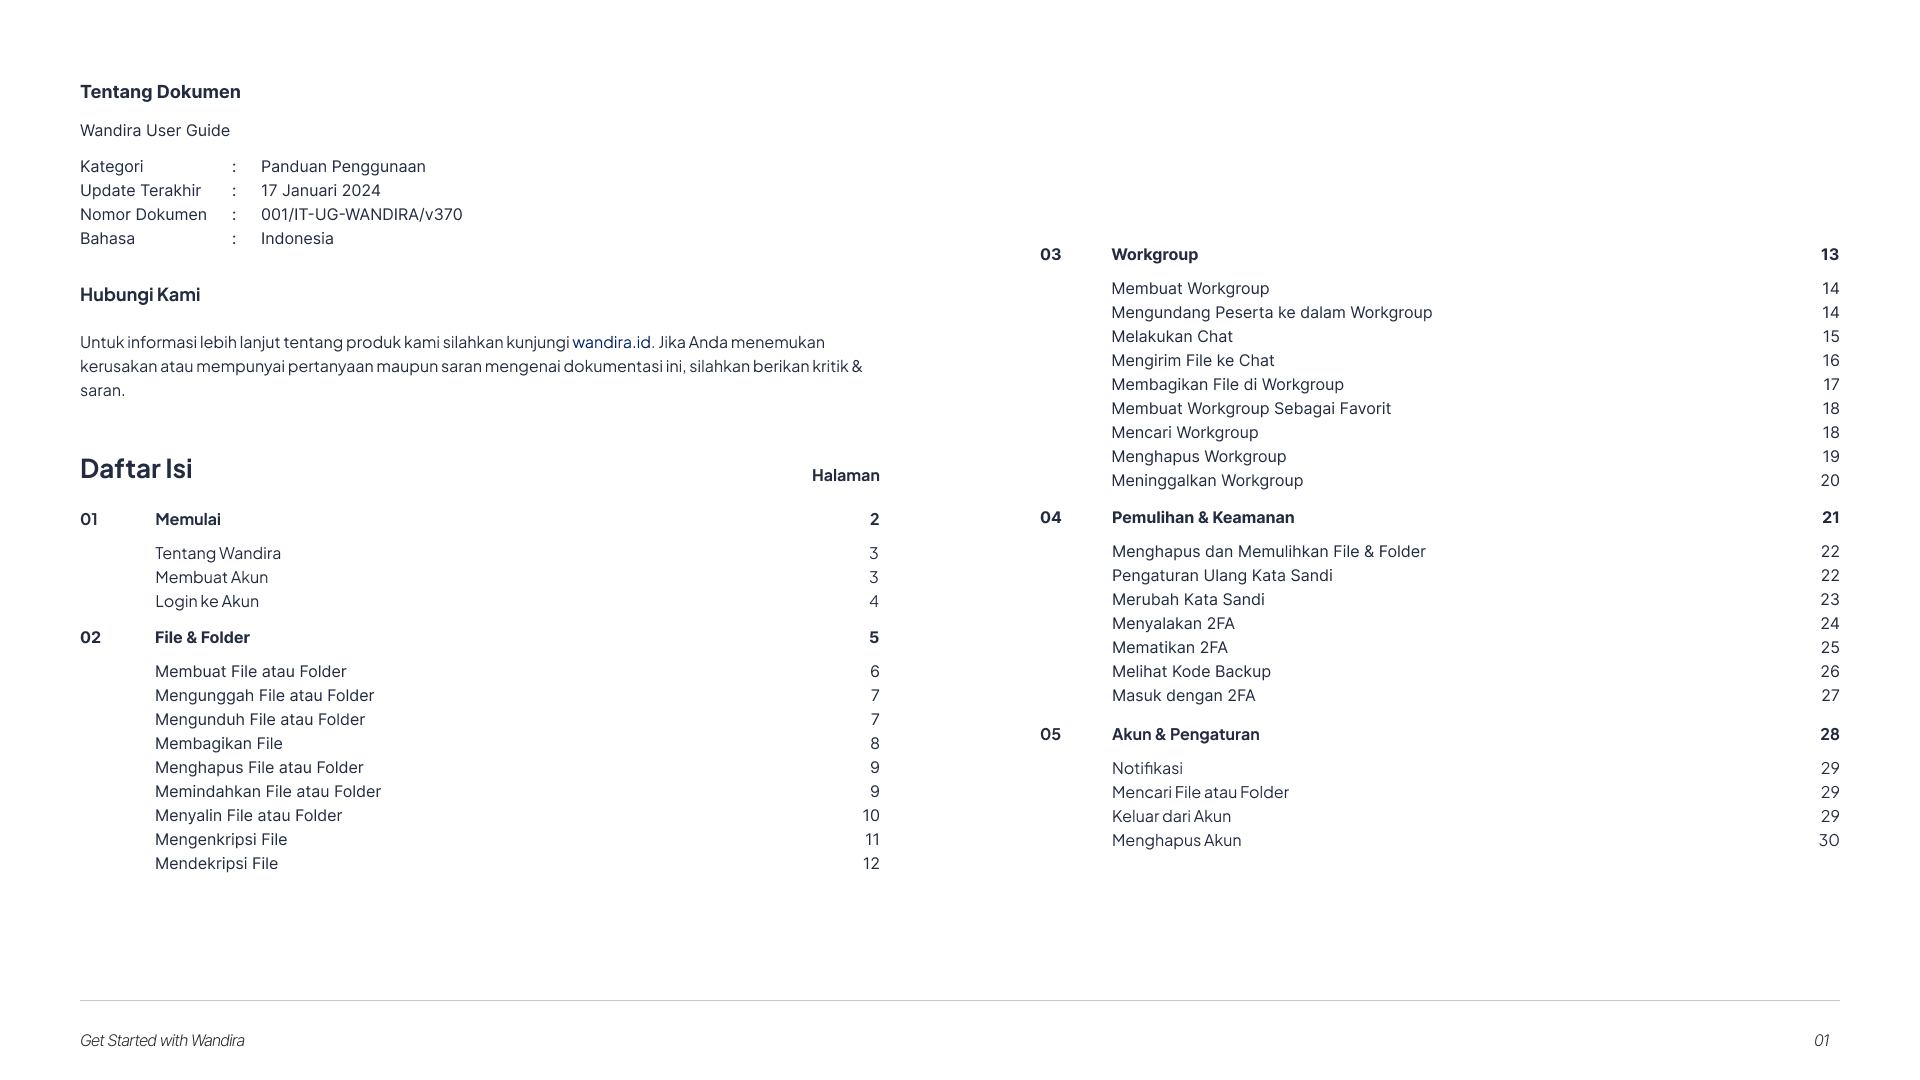 Tentang Dokumen
Wandira User Guide
Kategori : Panduan Penggunaan
Update Terakhir : 17 Januari 2024
Nomor Dokumen : 001/IT-UG-WANDIRA/v370
Bahasa : Indonesia
Hubungi Kami
Untuk informasi lebih lanjut tentang produk kami silahkan kunjungi wandira.id. Jika Anda menemukan
kerusakan atau mempunyai pertanyaan maupun saran mengenai dokumentasi ini, silahkan berikan kritik &
saran.
Daftar Isi Halaman
01 Memulai 2
Tentang Wandira 3
Membuat Akun 3
Login ke Akun 4
02 File & Folder 5
Membuat File atau Folder 6
Mengunggah File atau Folder 7
Mengunduh File atau Folder 7
Membagikan File 8
Menghapus File atau Folder 9
Memindahkan File atau Folder 9
Menyalin File atau Folder 10
Mengenkripsi File 11
Mendekripsi File 12
03 Workgroup 13
Membuat Workgroup 14
Mengundang Peserta ke dalam Workgroup 14
Melakukan Chat 15
Mengirim File ke Chat 16
Membagikan File di Workgroup 17
Membuat Workgroup Sebagai Favorit 18
Mencari Workgroup 18
Menghapus Workgroup 19
Meninggalkan Workgroup 20
04 Pemulihan & Keamanan 21
Menghapus dan Memulihkan File & Folder 22
Pengaturan Ulang Kata Sandi 22
Merubah Kata Sandi 23
Menyalakan 2FA 24
Mematikan 2FA 25
Melihat Kode Backup 26
Masuk dengan 2FA 27
05 Akun & Pengaturan 28
Notifikasi 29
Mencari File atau Folder 29
Keluar dari Akun 29
Menghapus Akun 30
Get Started with Wandira 01